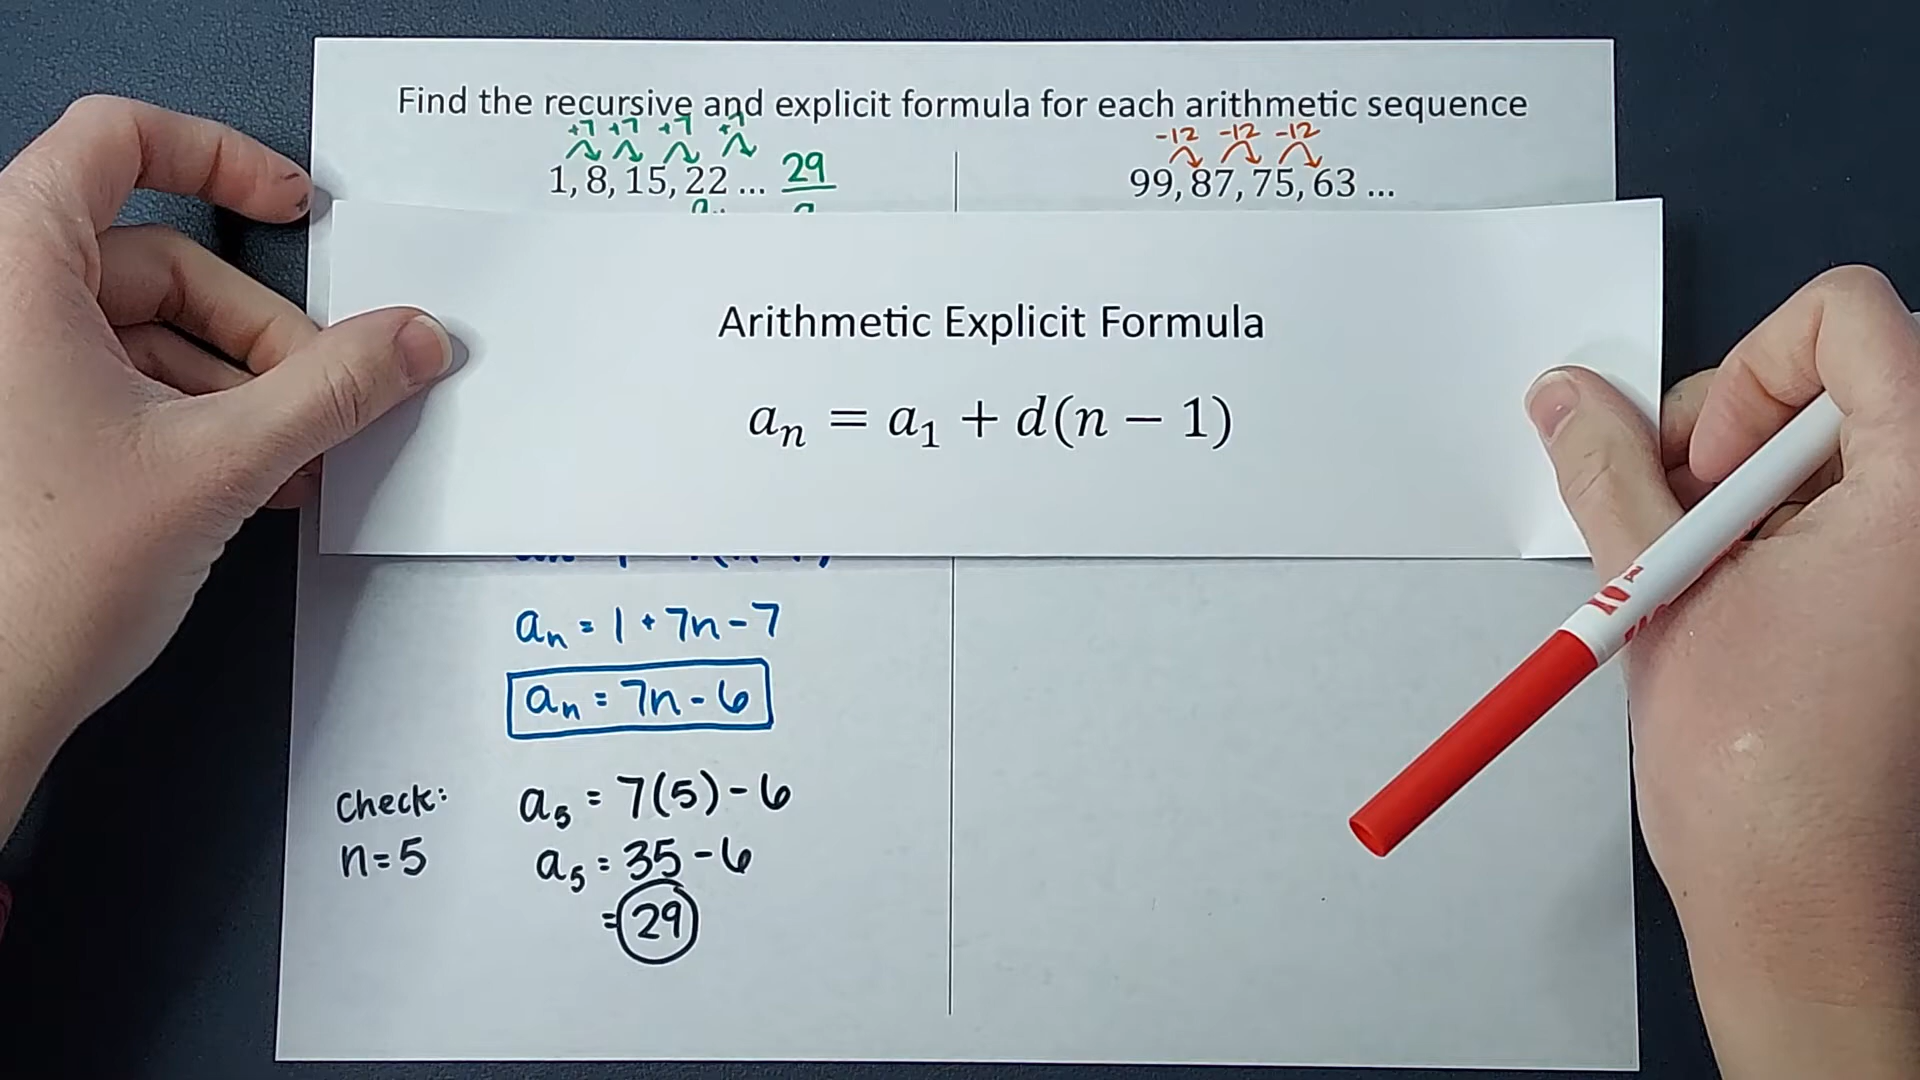 Find the recursive and explicit formula for each arithmetic sequence
+7 +7 +7 +7
1, 8, 15, 22 ... 29
-12 -12 -12
99, 87, 75, 63 ...
Arithmetic Explicit Formula
aₙ = a₁ + d(n − 1)
aₙ = 1 + 7n - 7
aₙ = 7n - 6
Check: a₅ = 7(5) - 6
n = 5 a₅ = 35 - 6
= 29